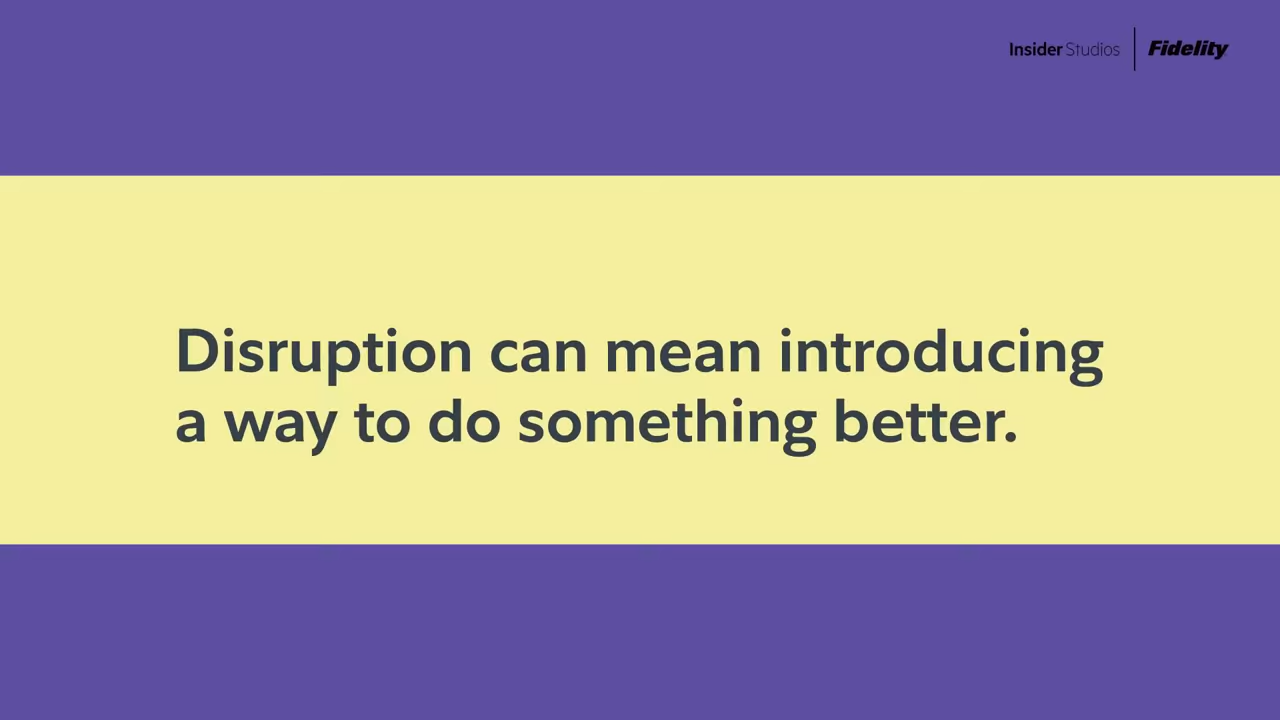 Insider Studios | Fidelity
Disruption can mean introducing
a way to do something better.